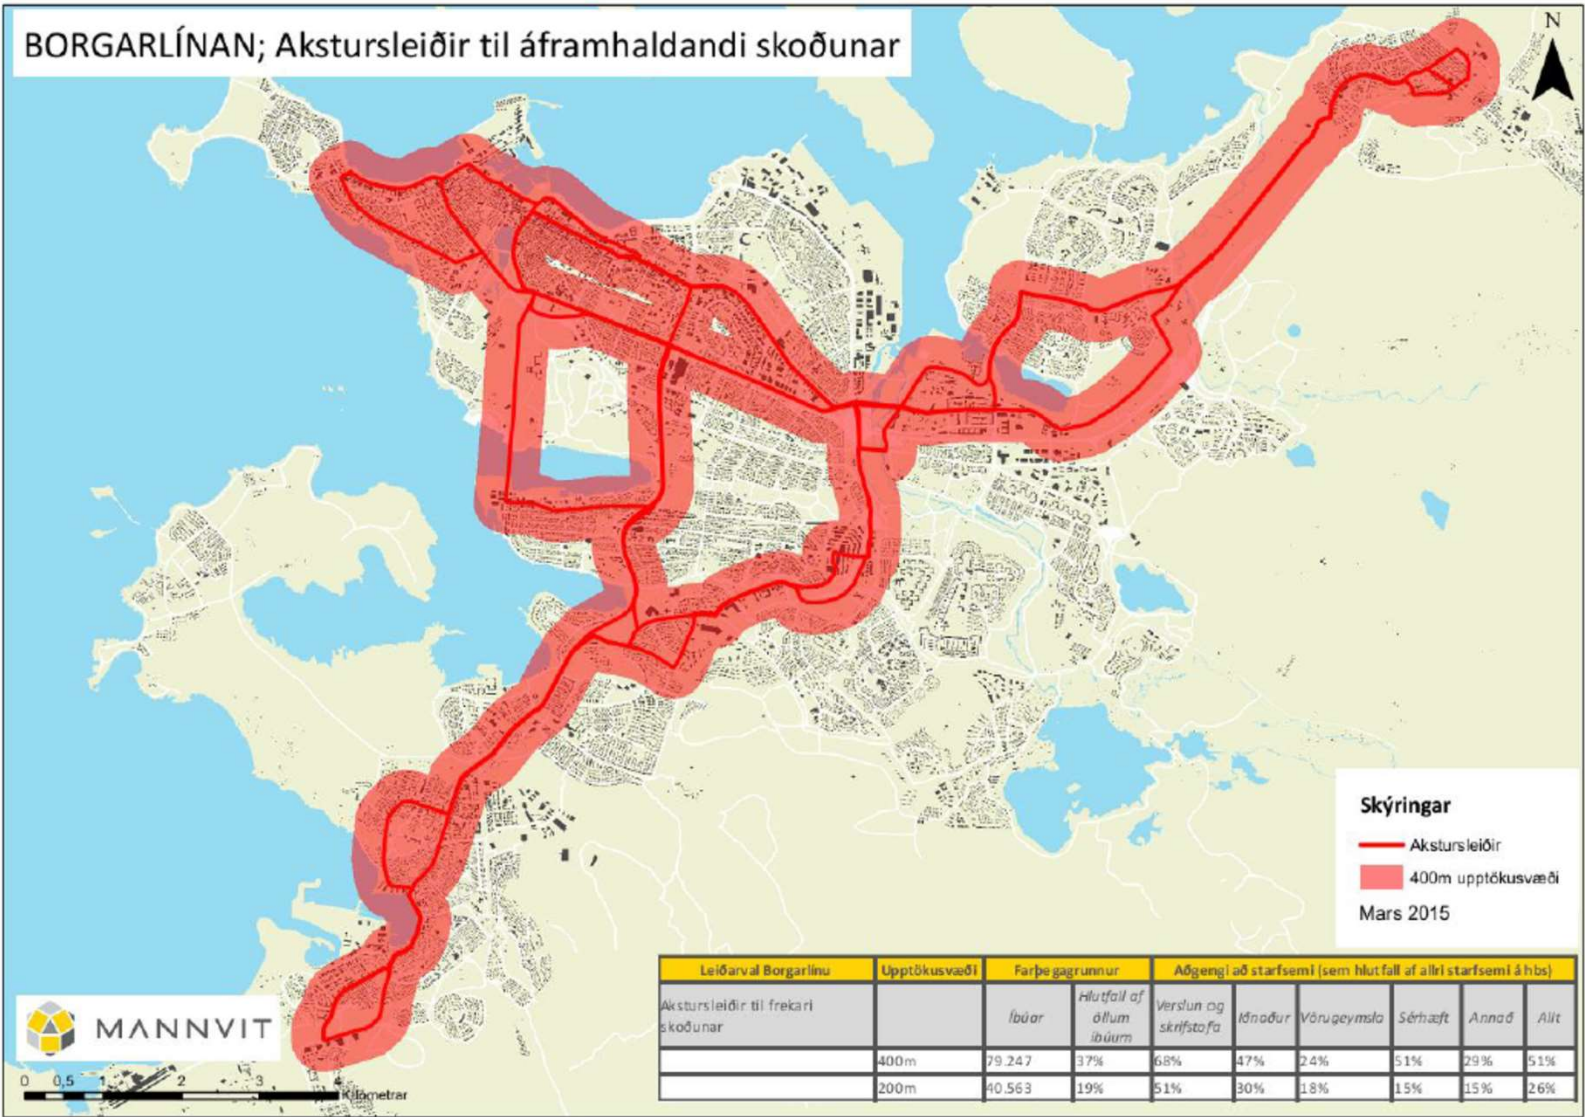 BORGARLÍNAN; Akstursleiðir til áframhaldandi skoðunar
N
Skýringar
Akstursleiðir
400m upptökusvæði
Mars 2015
Leiðarval Borgarlínu Upptökusvæði Farþegagrunnur Aðgengi að starfsemi (sem hlutfall af allri starfsemi á hbs)
Akstursleiðir til frekari skoðunar Íbúar Hlutfall af öllum íbúum Verslun og skrifstofa Iðnaður Vörugeymsla Sérhæft Annað Allt
400m 79.247 37% 68% 47% 24% 51% 29% 51%
200m 40.563 19% 51% 30% 18% 15% 15% 26%
MANNVIT
0 0,5 1 2 3 4
Kílómetrar